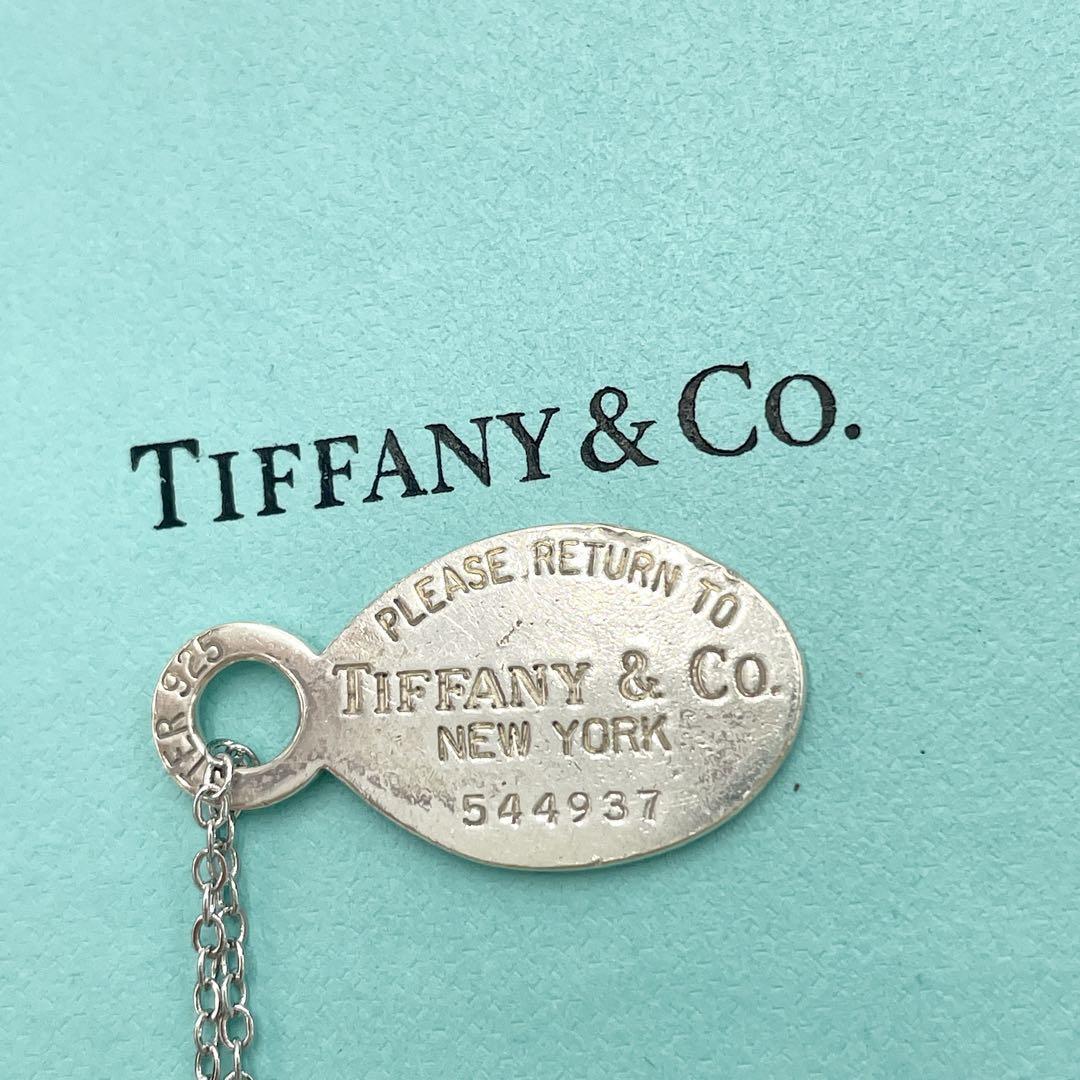 TIFFANY & CO.
PLEASE RETURN TO
TIFFANY & CO.
NEW YORK
544937
925